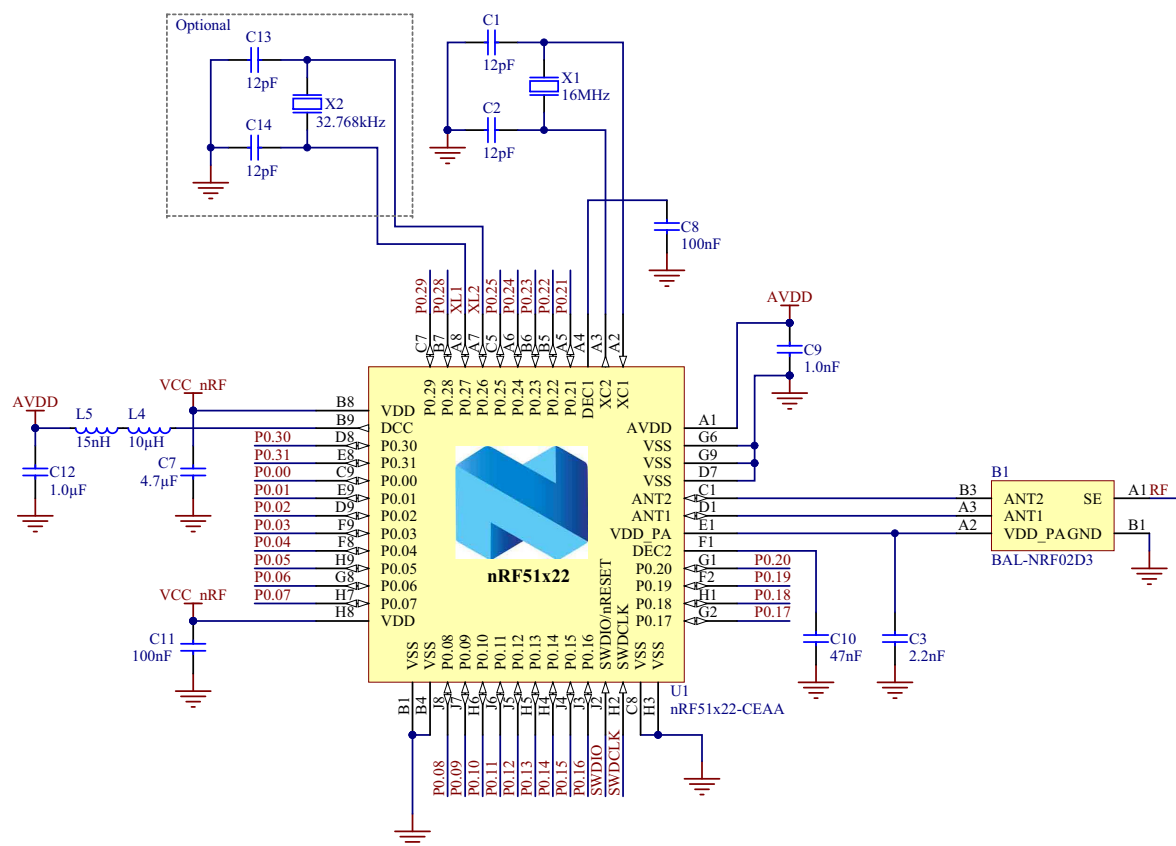 Optional
C13
12pF
X2
32.768kHz
C14
12pF
C1
12pF
X1
16MHz
C2
12pF
C8
100nF
P0.29
P0.28
XL1
XL2
P0.25
P0.24
P0.23
P0.22
P0.21
C7
B7
A8
A7
C5
A6
B6
B5
A5
A4
A3
A2
P0.29
P0.28
P0.27
P0.26
P0.25
P0.24
P0.23
P0.22
P0.21
DEC1
XC2
XC1
AVDD
C9
1.0nF
AVDD
L5
15nH
L4
10µH
C12
1.0µF
VCC_nRF
C7
4.7µF
B8 VDD
B9 DCC
P0.30 D8 P0.30
P0.31 E8 P0.31
P0.00 C9 P0.00
P0.01 E9 P0.01
P0.02 D9 P0.02
P0.03 F9 P0.03
P0.04 F8 P0.04
P0.05 H9 P0.05
P0.06 G8 P0.06
P0.07 H7 P0.07
H8 VDD
VCC_nRF
C11
100nF
nRF51x22
AVDD A1
VSS G6
VSS G9
VSS D7
ANT2 C1
ANT1 D1
VDD_PA E1
DEC2 F1
P0.20 G1 P0.20
P0.19 F2 P0.19
P0.18 H1 P0.18
P0.17 G2 P0.17
B1
B3 ANT2 SE A1 RF
A3 ANT1
A2 VDD_PA GND B1
BAL-NRF02D3
C10
47nF
C3
2.2nF
VSS
VSS
P0.08
P0.09
P0.10
P0.11
P0.12
P0.13
P0.14
P0.15
P0.16
SWDIO/nRESET
SWDCLK
VSS
VSS
U1
nRF51x22-CEAA
B1
B4
J8
J7
H6
J6
J5
H5
H4
J4
J3
J2
H2
C8
H3
P0.08
P0.09
P0.10
P0.11
P0.12
P0.13
P0.14
P0.15
P0.16
SWDIO
SWDCLK